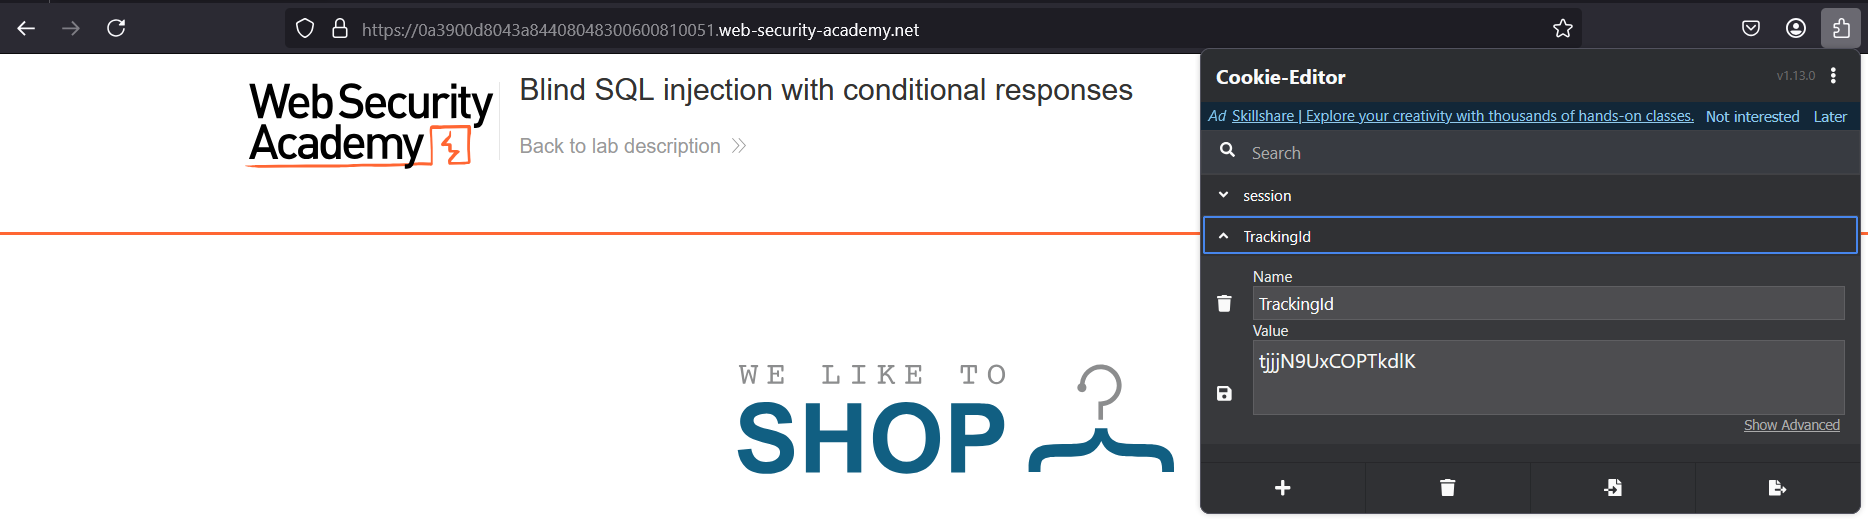 https://0a3900d8043a84408048300600810051.web-security-academy.net
Web Security
Academy
Blind SQL injection with conditional responses
Back to lab description
WE LIKE TO
SHOP
Cookie-Editor
v1.13.0
Ad Skillshare | Explore your creativity with thousands of hands-on classes. Not interested Later
Search
session
TrackingId
Name
TrackingId
Value
tjjjN9UxCOPTkdlK
Show Advanced